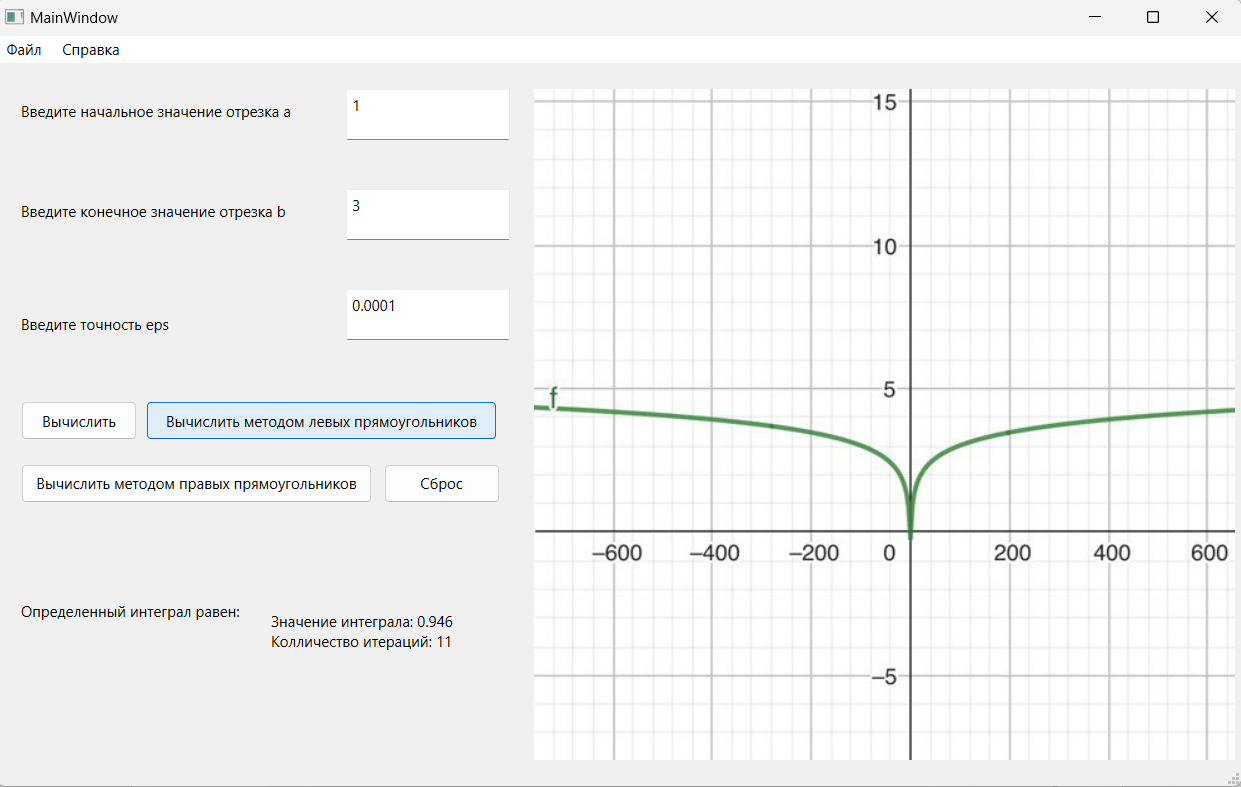 MainWindow
Файл Справка
Введите начальное значение отрезка a
1
Введите конечное значение отрезка b
3
Введите точность eps
0.0001
Вычислить
Вычислить методом левых прямоугольников
Вычислить методом правых прямоугольников
Сброс
Определенный интеграл равен:
Значение интеграла: 0.946
Колличество итераций: 11
15
10
5
f
−600 −400 −200 0 200 400 600
−5